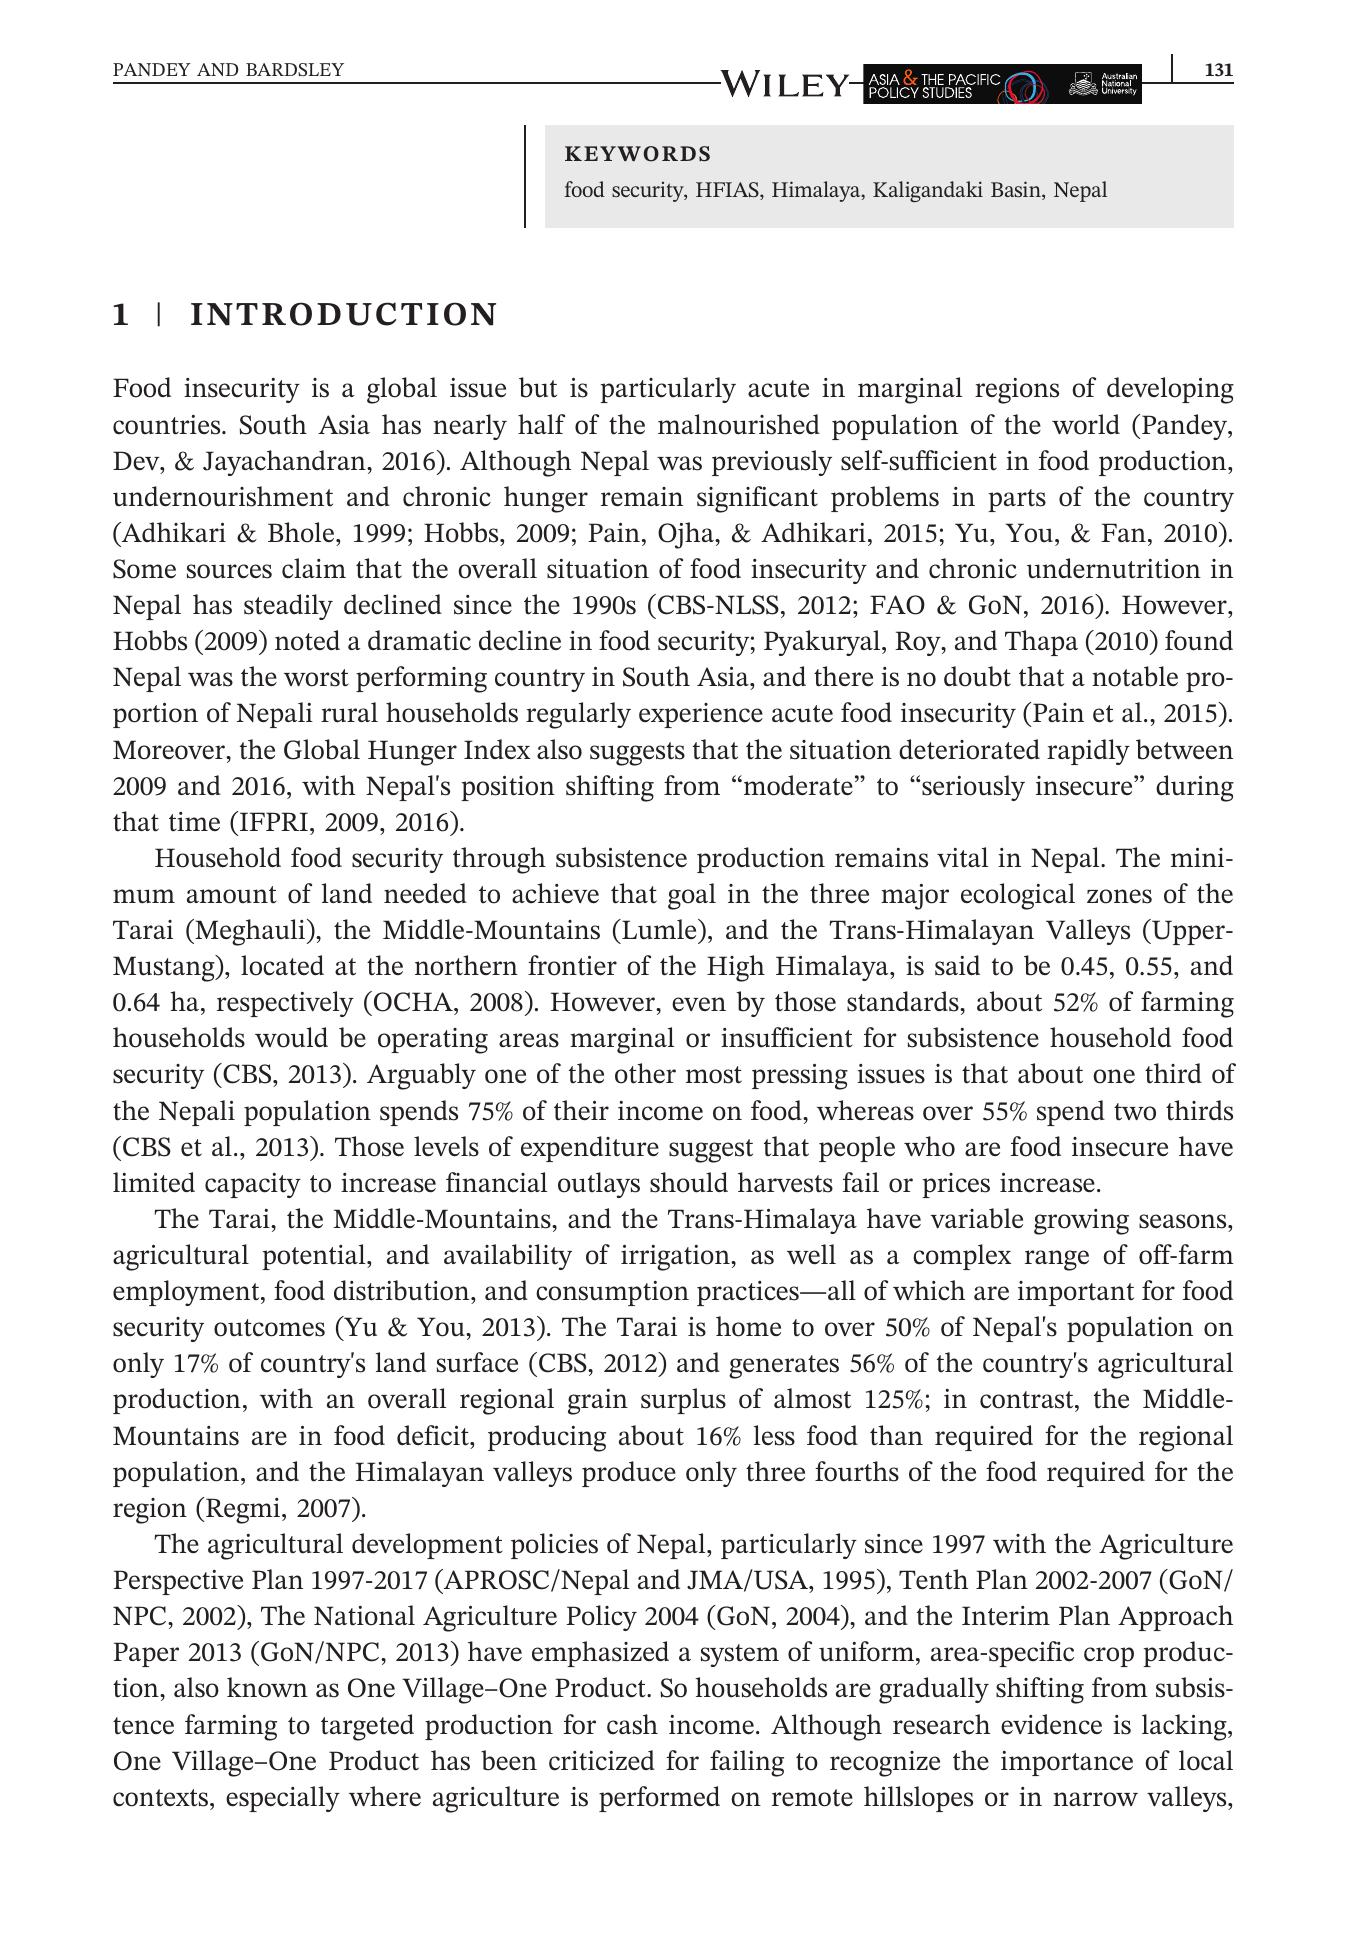 PANDEY AND BARDSLEY
WILEY
ASIA & THE PACIFIC
POLICY STUDIES
Australian
National
University
131
KEYWORDS
food security, HFIAS, Himalaya, Kaligandaki Basin, Nepal
1 | INTRODUCTION
Food insecurity is a global issue but is particularly acute in marginal regions of developing
countries. South Asia has nearly half of the malnourished population of the world (Pandey,
Dev, & Jayachandran, 2016). Although Nepal was previously self-sufficient in food production,
undernourishment and chronic hunger remain significant problems in parts of the country
(Adhikari & Bhole, 1999; Hobbs, 2009; Pain, Ojha, & Adhikari, 2015; Yu, You, & Fan, 2010).
Some sources claim that the overall situation of food insecurity and chronic undernutrition in
Nepal has steadily declined since the 1990s (CBS-NLSS, 2012; FAO & GoN, 2016). However,
Hobbs (2009) noted a dramatic decline in food security; Pyakuryal, Roy, and Thapa (2010) found
Nepal was the worst performing country in South Asia, and there is no doubt that a notable pro-
portion of Nepali rural households regularly experience acute food insecurity (Pain et al., 2015).
Moreover, the Global Hunger Index also suggests that the situation deteriorated rapidly between
2009 and 2016, with Nepal's position shifting from “moderate” to “seriously insecure” during
that time (IFPRI, 2009, 2016).
Household food security through subsistence production remains vital in Nepal. The mini-
mum amount of land needed to achieve that goal in the three major ecological zones of the
Tarai (Meghauli), the Middle-Mountains (Lumle), and the Trans-Himalayan Valleys (Upper-
Mustang), located at the northern frontier of the High Himalaya, is said to be 0.45, 0.55, and
0.64 ha, respectively (OCHA, 2008). However, even by those standards, about 52% of farming
households would be operating areas marginal or insufficient for subsistence household food
security (CBS, 2013). Arguably one of the other most pressing issues is that about one third of
the Nepali population spends 75% of their income on food, whereas over 55% spend two thirds
(CBS et al., 2013). Those levels of expenditure suggest that people who are food insecure have
limited capacity to increase financial outlays should harvests fail or prices increase.
The Tarai, the Middle-Mountains, and the Trans-Himalaya have variable growing seasons,
agricultural potential, and availability of irrigation, as well as a complex range of off-farm
employment, food distribution, and consumption practices—all of which are important for food
security outcomes (Yu & You, 2013). The Tarai is home to over 50% of Nepal's population on
only 17% of country's land surface (CBS, 2012) and generates 56% of the country's agricultural
production, with an overall regional grain surplus of almost 125%; in contrast, the Middle-
Mountains are in food deficit, producing about 16% less food than required for the regional
population, and the Himalayan valleys produce only three fourths of the food required for the
region (Regmi, 2007).
The agricultural development policies of Nepal, particularly since 1997 with the Agriculture
Perspective Plan 1997-2017 (APROSC/Nepal and JMA/USA, 1995), Tenth Plan 2002-2007 (GoN/
NPC, 2002), The National Agriculture Policy 2004 (GoN, 2004), and the Interim Plan Approach
Paper 2013 (GoN/NPC, 2013) have emphasized a system of uniform, area-specific crop produc-
tion, also known as One Village–One Product. So households are gradually shifting from subsis-
tence farming to targeted production for cash income. Although research evidence is lacking,
One Village–One Product has been criticized for failing to recognize the importance of local
contexts, especially where agriculture is performed on remote hillslopes or in narrow valleys,